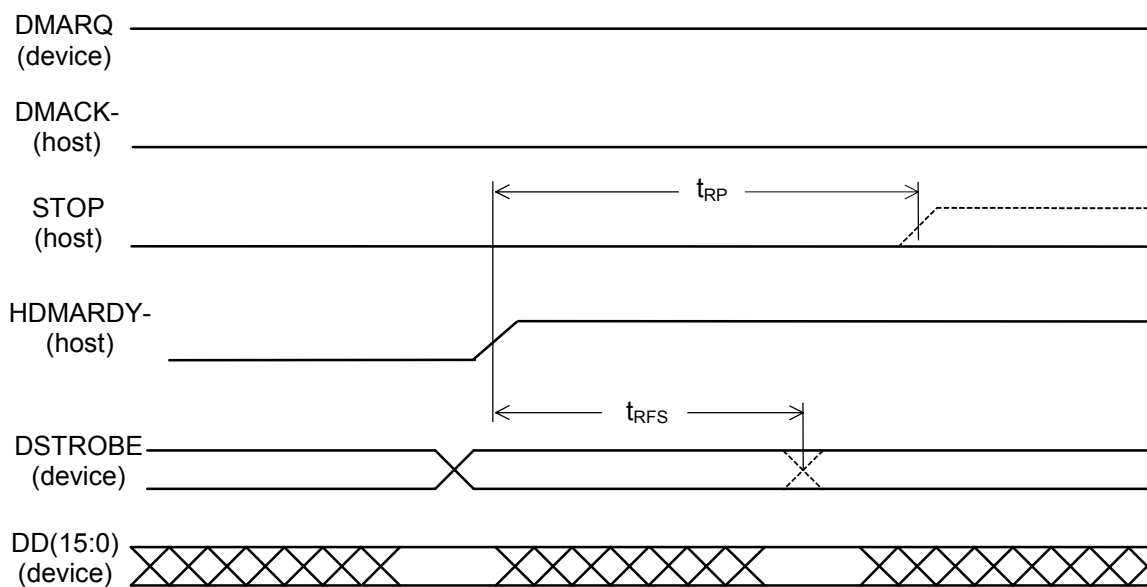 DMARQ
(device)
DMACK-
(host)
STOP
(host)
tRP
HDMARDY-
(host)
tRFS
DSTROBE
(device)
DD(15:0)
(device)